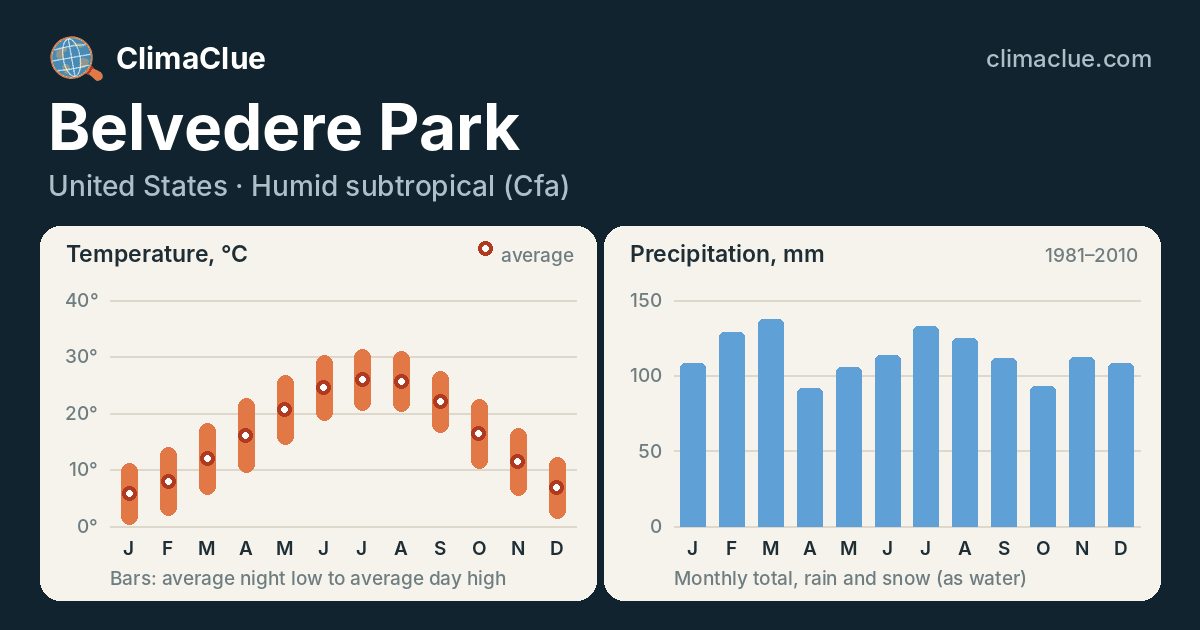 ClimaClue
climaclue.com
Belvedere Park
United States · Humid subtropical (Cfa)
Temperature, °C
average
40°
30°
20°
10°
0°
J F M A M J J A S O N D
Bars: average night low to average day high
Precipitation, mm
1981–2010
150
100
50
0
J F M A M J J A S O N D
Monthly total, rain and snow (as water)